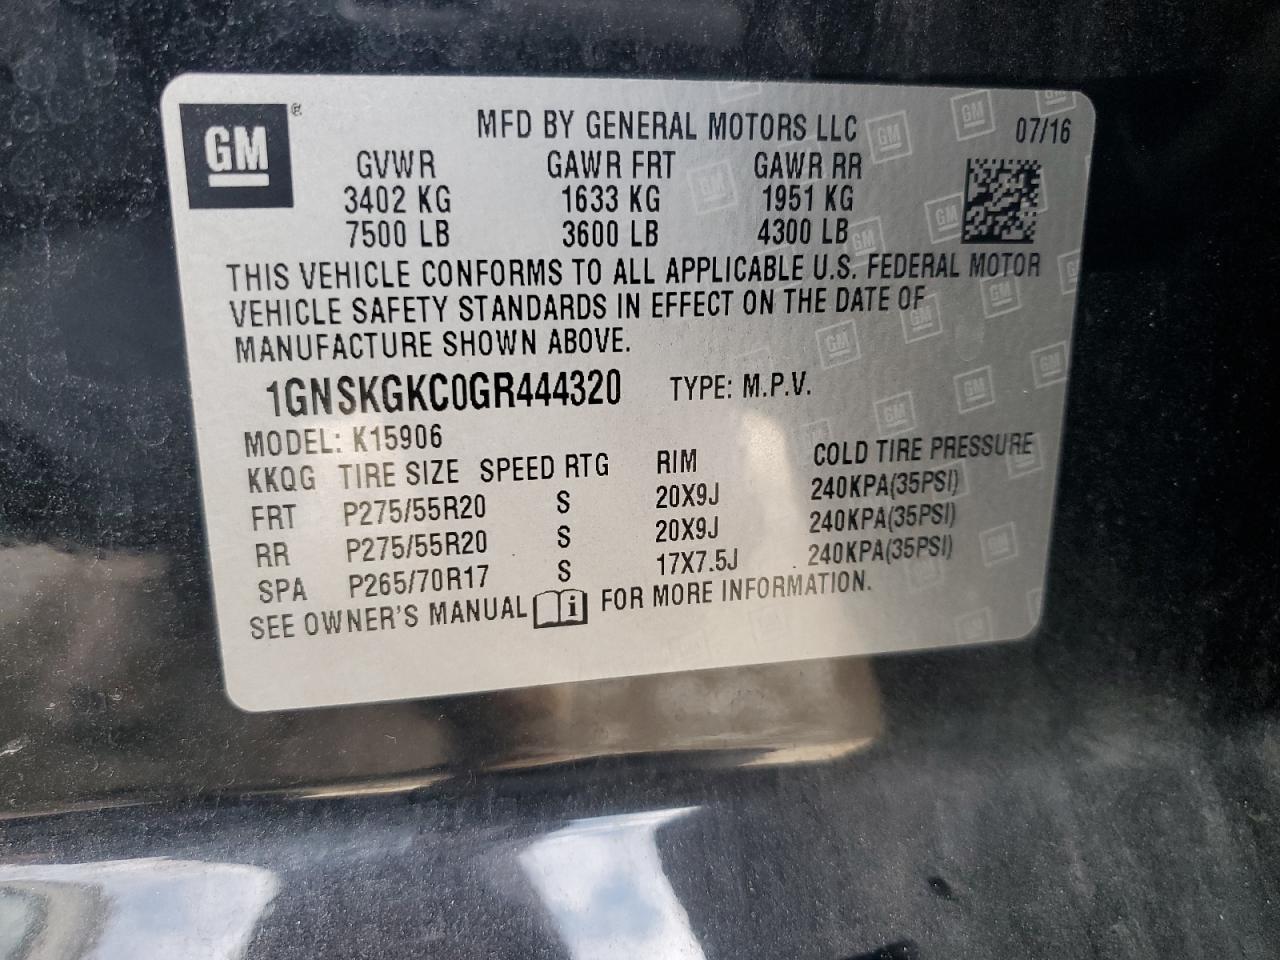 GM ®
MFD BY GENERAL MOTORS LLC 07/16
GVWR GAWR FRT GAWR RR
3402 KG 1633 KG 1951 KG
7500 LB 3600 LB 4300 LB
THIS VEHICLE CONFORMS TO ALL APPLICABLE U.S. FEDERAL MOTOR
VEHICLE SAFETY STANDARDS IN EFFECT ON THE DATE OF
MANUFACTURE SHOWN ABOVE.
1GNSKGKC0GR444320 TYPE: M.P.V.
MODEL: K15906
KKQG TIRE SIZE SPEED RTG RIM COLD TIRE PRESSURE
FRT P275/55R20 S 20X9J 240KPA(35PSI)
RR P275/55R20 S 20X9J 240KPA(35PSI)
SPA P265/70R17 S 17X7.5J 240KPA(35PSI)
SEE OWNER'S MANUAL FOR MORE INFORMATION.